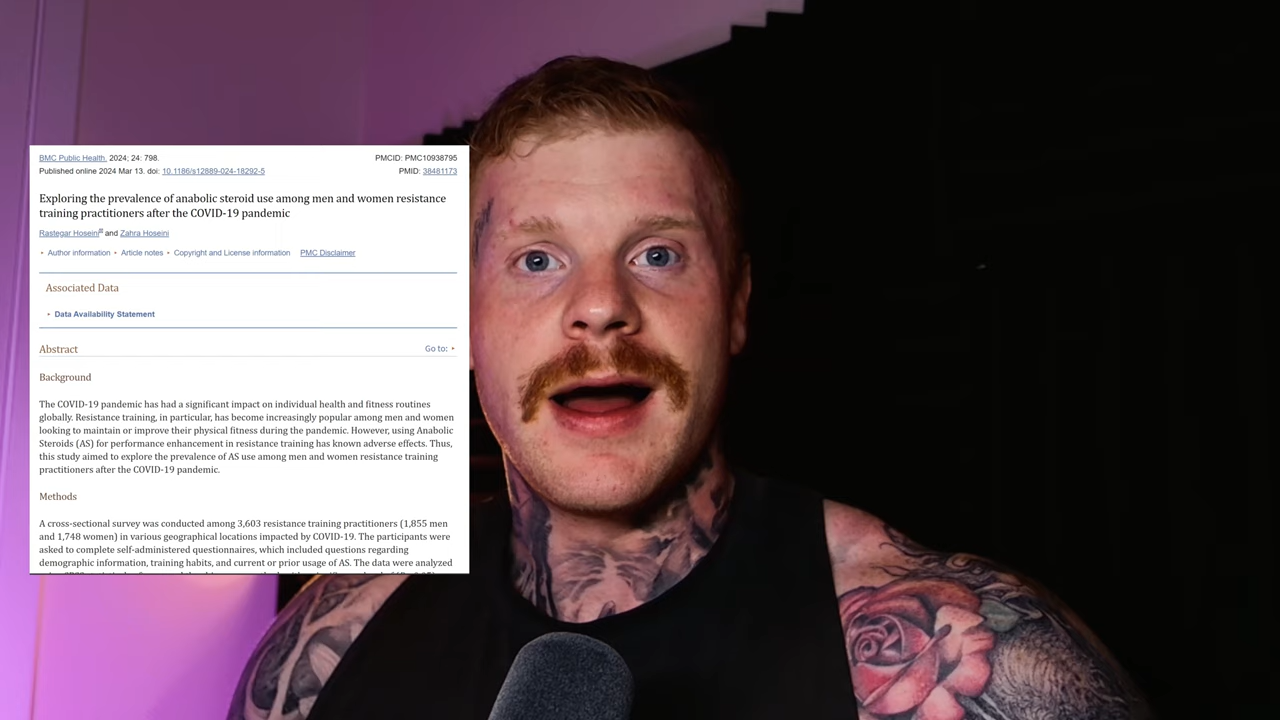 BMC Public Health. 2024; 24: 798.
PMCID: PMC10938795
Published online 2024 Mar 13. doi: 10.1186/s12889-024-18292-5
PMID: 38481173
Exploring the prevalence of anabolic steroid use among men and women resistance
training practitioners after the COVID-19 pandemic
Rastegar Hoseini and Zahra Hoseini
• Author information • Article notes • Copyright and License information PMC Disclaimer
Associated Data
• Data Availability Statement
Abstract
Go to:
Background
The COVID-19 pandemic has had a significant impact on individual health and fitness routines
globally. Resistance training, in particular, has become increasingly popular among men and women
looking to maintain or improve their physical fitness during the pandemic. However, using Anabolic
Steroids (AS) for performance enhancement in resistance training has known adverse effects. Thus,
this study aimed to explore the prevalence of AS use among men and women resistance training
practitioners after the COVID-19 pandemic.
Methods
A cross-sectional survey was conducted among 3,603 resistance training practitioners (1,855 men
and 1,748 women) in various geographical locations impacted by COVID-19. The participants were
asked to complete self-administered questionnaires, which included questions regarding
demographic information, training habits, and current or prior usage of AS. The data were analyzed